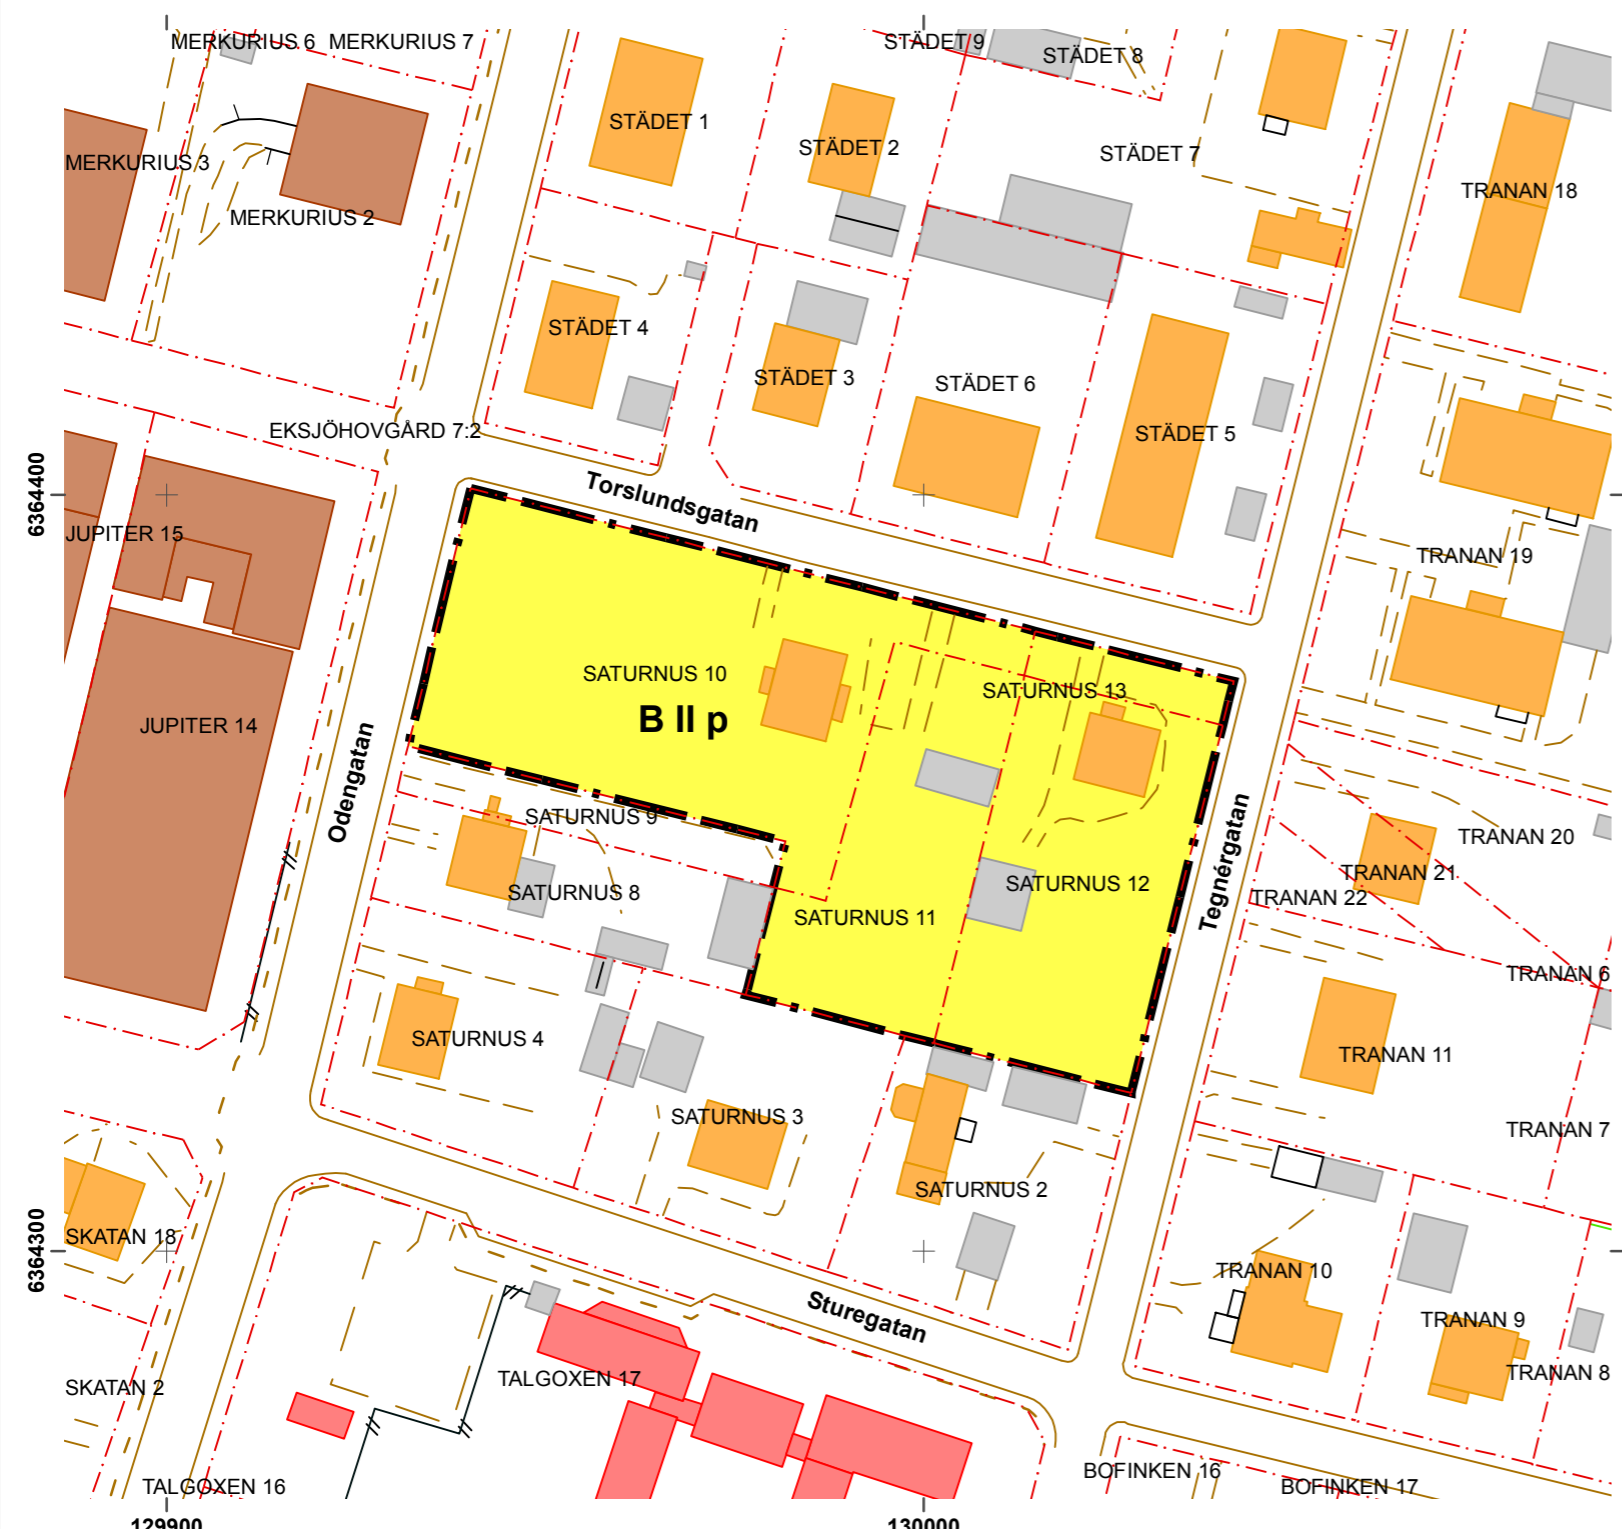 MERKURIUS 6
MERKURIUS 7
STÄDET 9
STÄDET 8
STÄDET 1
STÄDET 2
STÄDET 7
MERKURIUS 3
TRANAN 18
MERKURIUS 2
STÄDET 4
STÄDET 3
STÄDET 6
EKSJÖHOVGÅRD 7:2
STÄDET 5
6364400
Torslundsgatan
JUPITER 15
TRANAN 19
SATURNUS 10
SATURNUS 13
B II p
JUPITER 14
Odengatan
SATURNUS 9
Tegnérgatan
TRANAN 20
TRANAN 21
SATURNUS 8
SATURNUS 12
TRANAN 22
SATURNUS 11
TRANAN 6
SATURNUS 4
TRANAN 11
SATURNUS 3
TRANAN 7
SATURNUS 2
6364300
SKATAN 18
TRANAN 10
Sturegatan
TRANAN 9
SKATAN 2
TALGOXEN 17
TRANAN 8
BOFINKEN 16
TALGOXEN 16
BOFINKEN 17
129900
130000